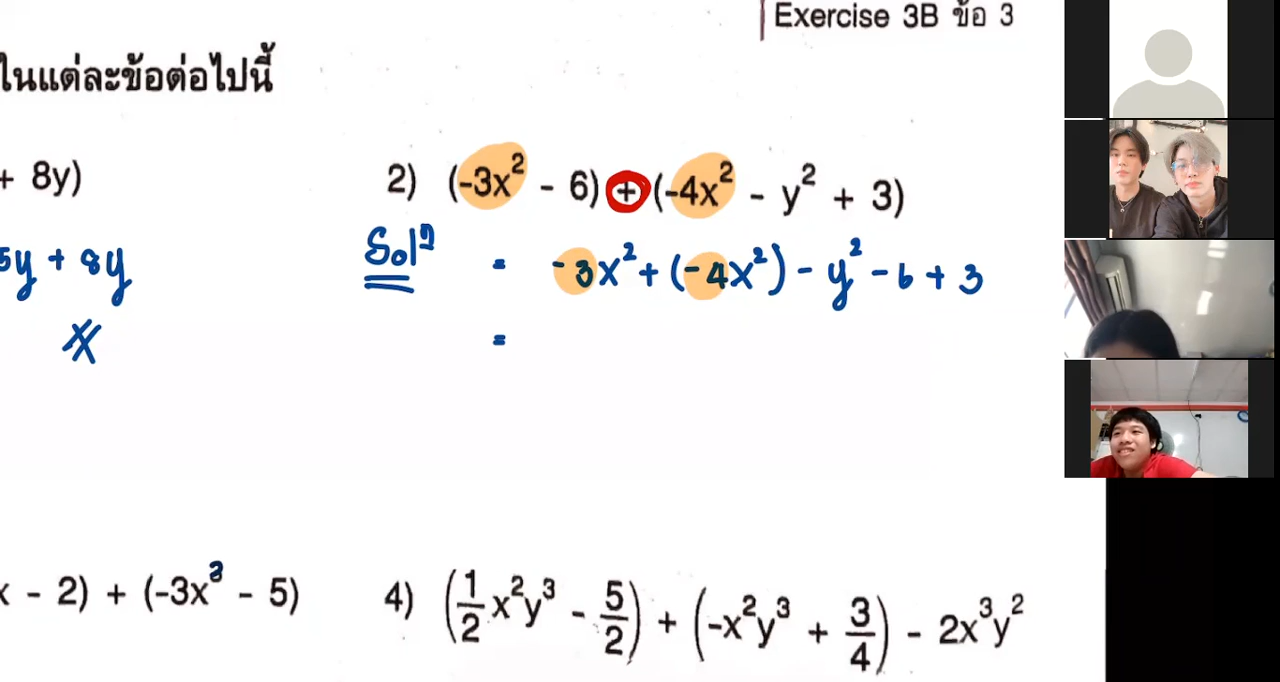 Exercise 3B ข้อ 3
ในแต่ละข้อต่อไปนี้
+ 8y)
2) (-3x² - 6) + (-4x² - y² + 3)
5y + 8y
Solⁿ = -3x² + (-4x²) - y² - 6 + 3
=
x - 2) + (-3x³ - 5)
4) (1/2 x²y³ - 5/2) + (-x²y³ + 3/4) - 2x³y²